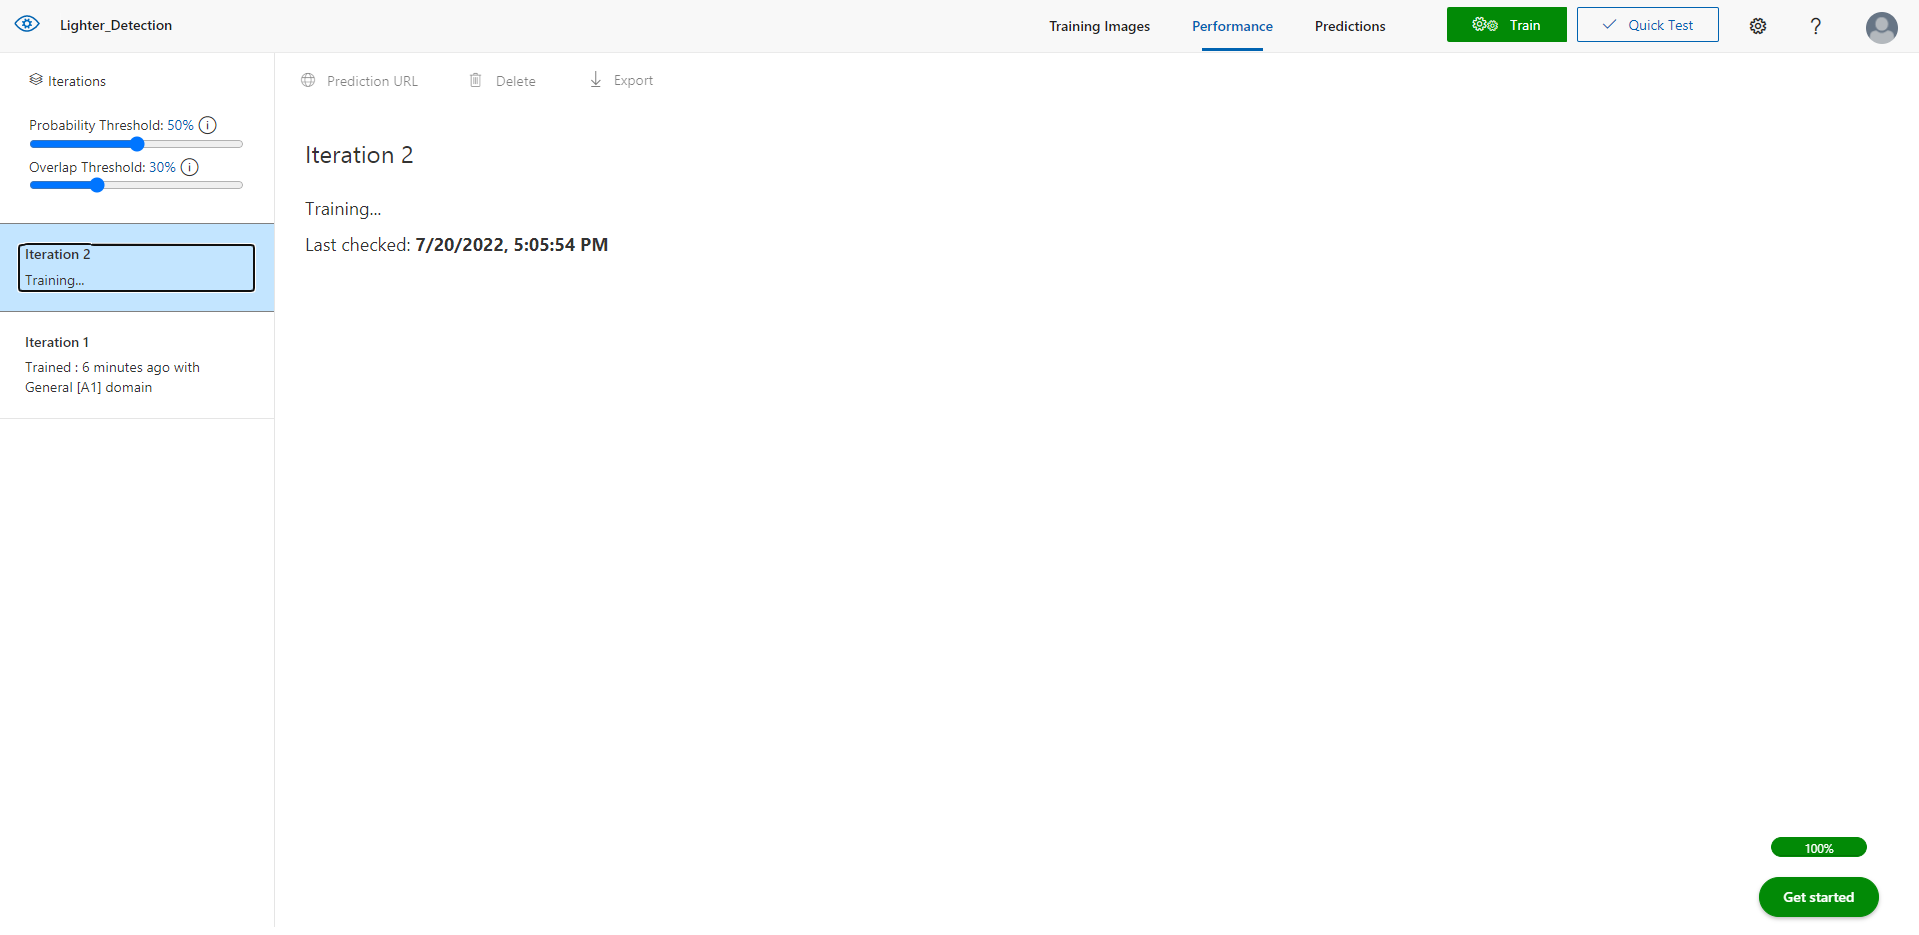 Lighter_Detection
Training Images
Performance
Predictions
Train
Quick Test
?
Iterations
Probability Threshold: 50% i
Overlap Threshold: 30% i
Iteration 2
Training...
Iteration 1
Trained : 6 minutes ago with
General [A1] domain
Prediction URL
Delete
Export
Iteration 2
Training...
Last checked: 7/20/2022, 5:05:54 PM
100%
Get started